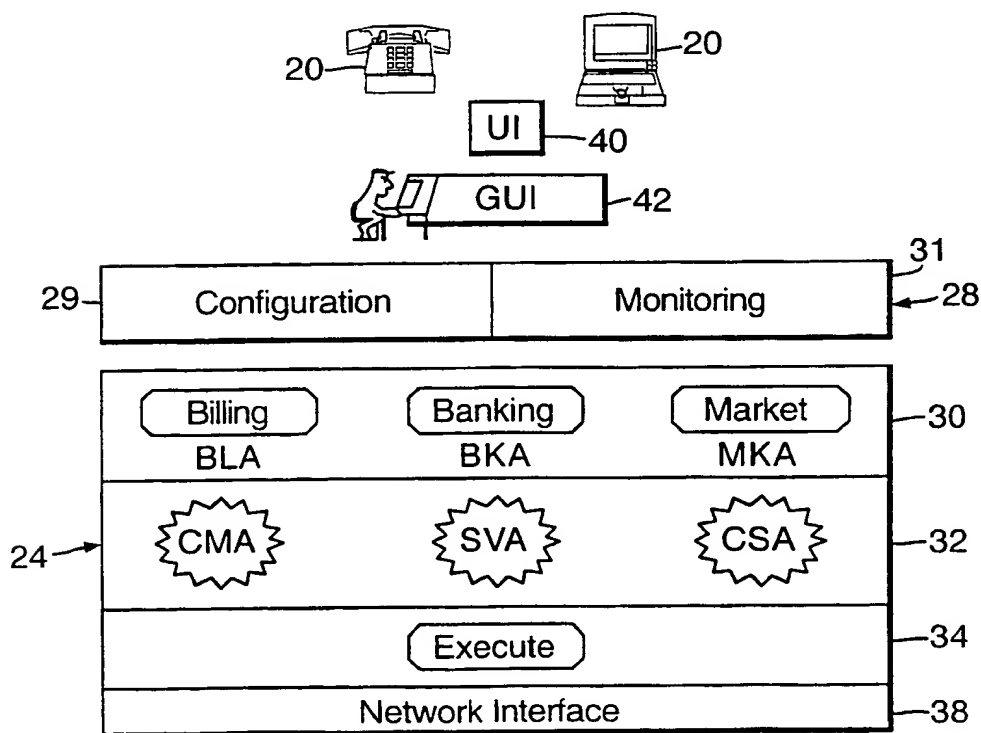 20
20
UI
40
GUI
42
31
29
Configuration
Monitoring
28
Billing
Banking
Market
30
BLA
BKA
MKA
24
CMA
SVA
CSA
32
Execute
34
Network Interface
38